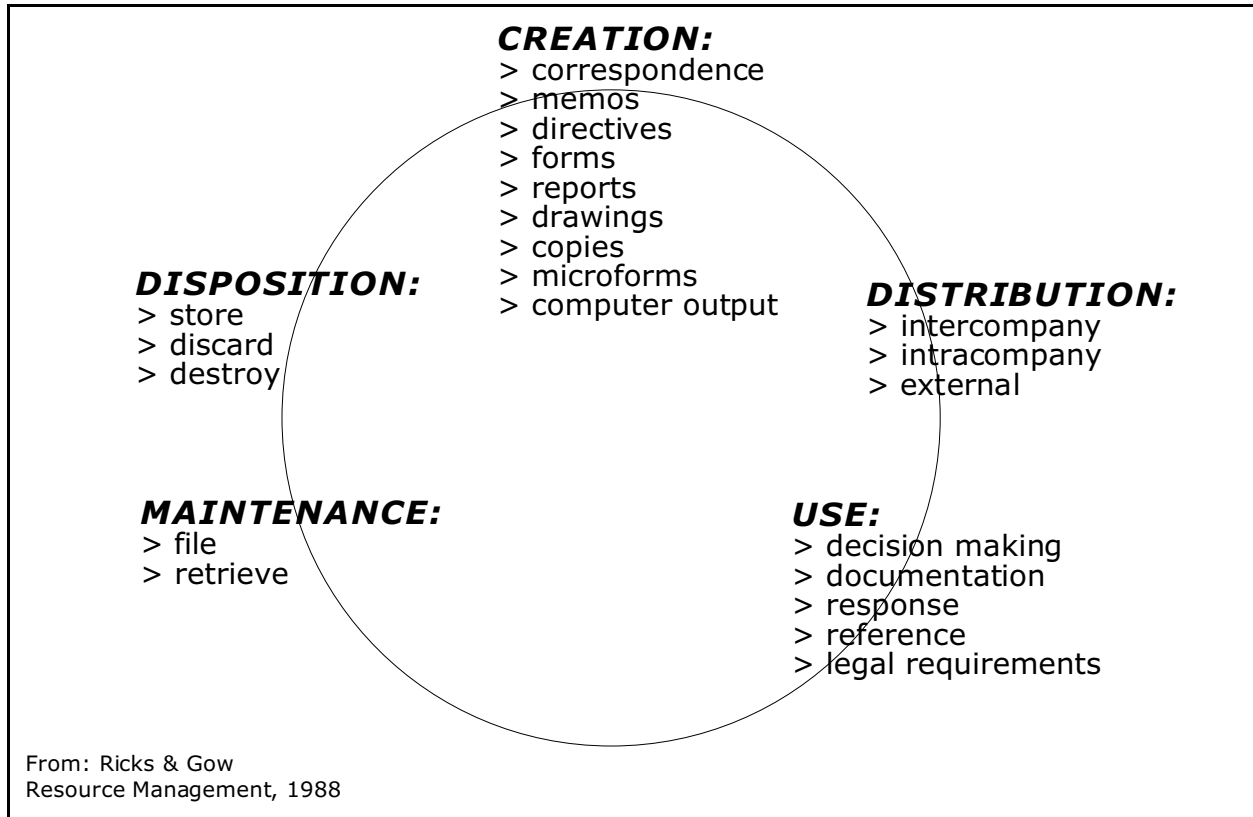 CREATION:
> correspondence
> memos
> directives
> forms
> reports
> drawings
> copies
> microforms
> computer output
DISTRIBUTION:
> intercompany
> intracompany
> external
USE:
> decision making
> documentation
> response
> reference
> legal requirements
MAINTENANCE:
> file
> retrieve
DISPOSITION:
> store
> discard
> destroy
From: Ricks & Gow
Resource Management, 1988